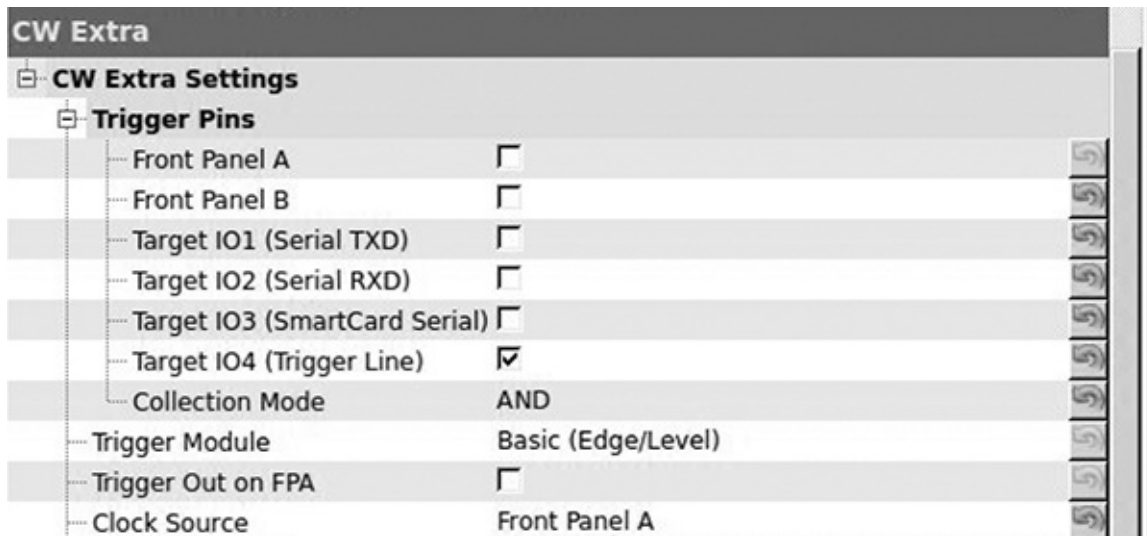 CW Extra
CW Extra Settings
Trigger Pins
Front Panel A
Front Panel B
Target IO1 (Serial TXD)
Target IO2 (Serial RXD)
Target IO3 (SmartCard Serial)
Target IO4 (Trigger Line)
Collection Mode AND
Trigger Module Basic (Edge/Level)
Trigger Out on FPA
Clock Source Front Panel A